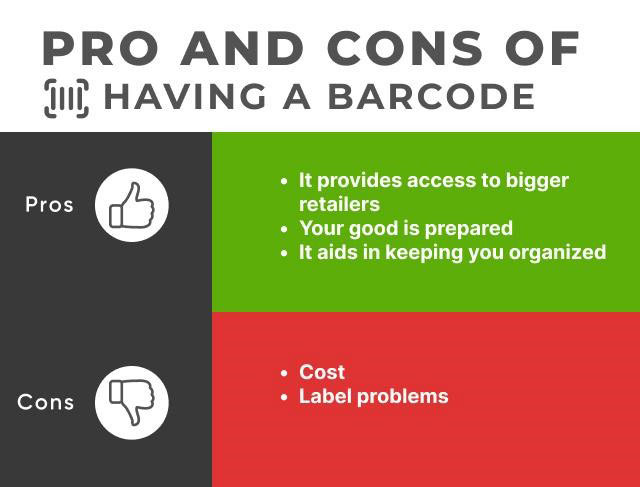 PRO AND CONS OF
HAVING A BARCODE
Pros
• It provides access to bigger
retailers
• Your good is prepared
• It aids in keeping you organized
Cons
• Cost
• Label problems